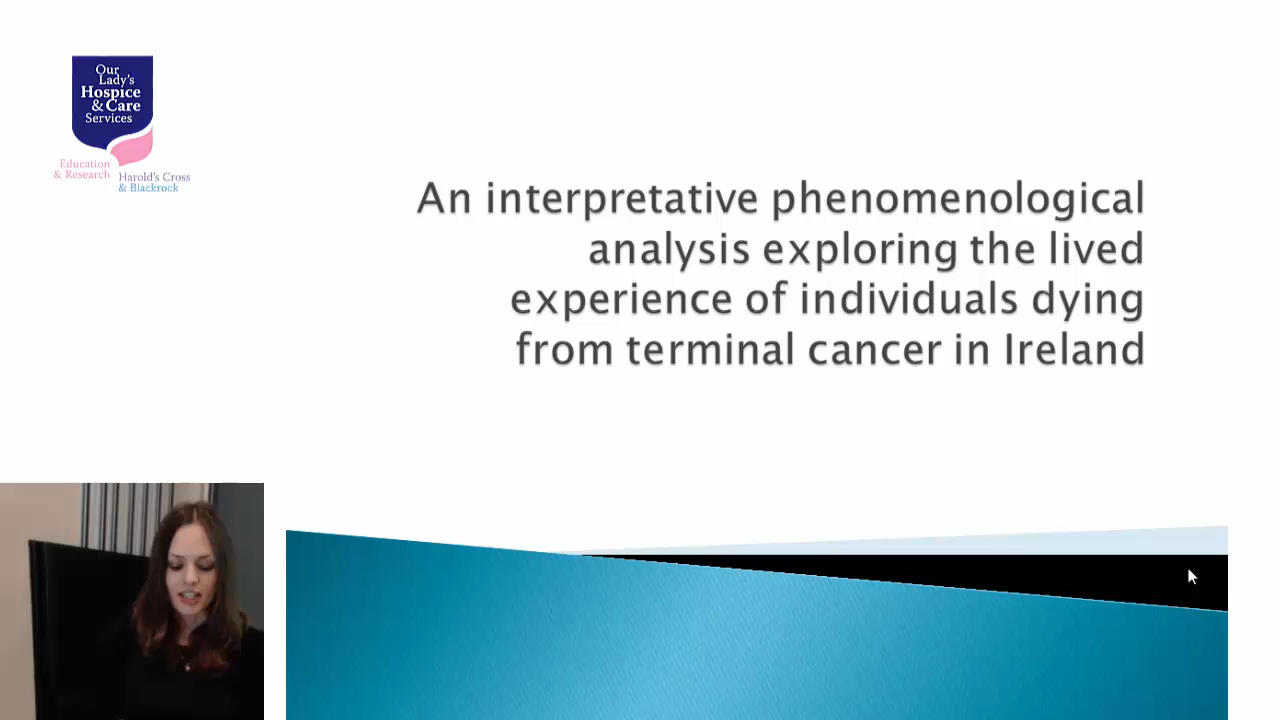 Our
Lady's
Hospice
& Care
Services
Education
& Research
Harold's Cross
& Blackrock
An interpretative phenomenological
analysis exploring the lived
experience of individuals dying
from terminal cancer in Ireland